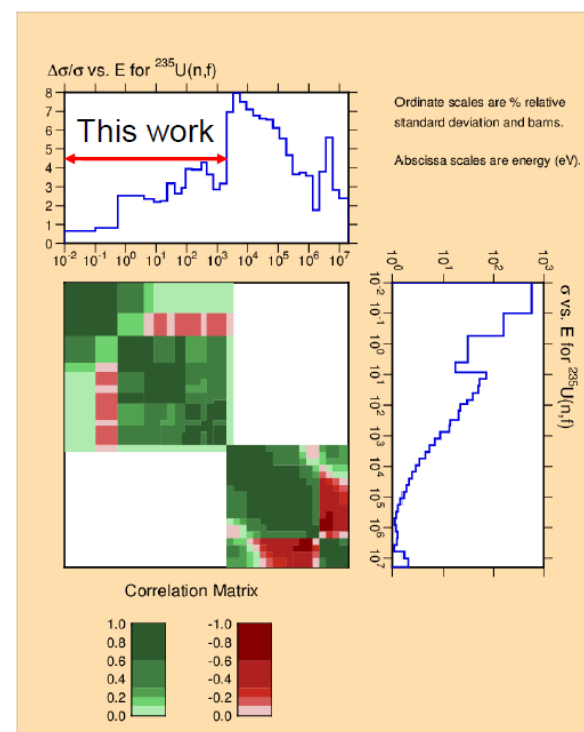 Δσ/σ vs. E for ²³⁵U(n,f)
Ordinate scales are % relative
standard deviation and barns.
Abscissa scales are energy (eV).
This work
8
7
6
5
4
3
2
1
0
10⁻² 10⁻¹ 10⁰ 10¹ 10² 10³ 10⁴ 10⁵ 10⁶ 10⁷
10⁰ 10¹ 10² 10³
σ vs. E for ²³⁵U(n,f)
10⁻² 10⁻¹ 10⁰ 10¹ 10² 10³ 10⁴ 10⁵ 10⁶ 10⁷
Correlation Matrix
1.0 -1.0
0.8 -0.8
0.6 -0.6
0.4 -0.4
0.2 -0.2
0.0 0.0